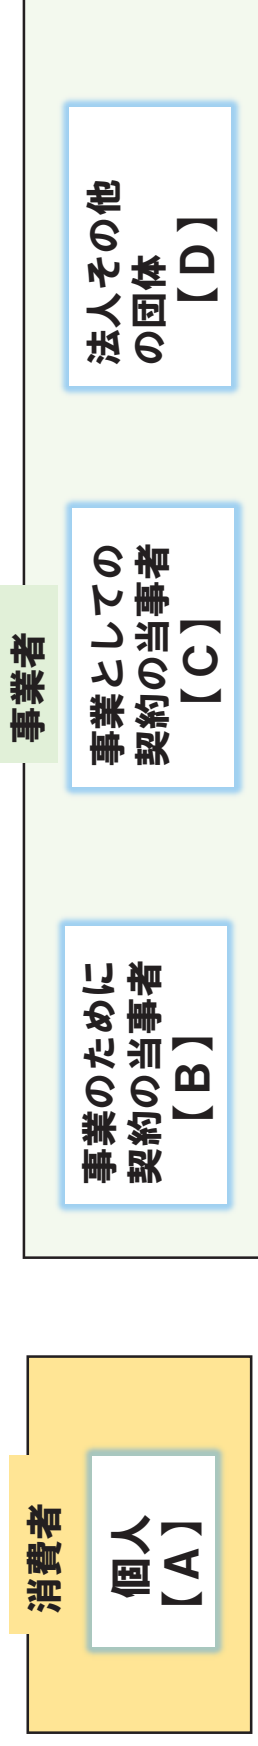 消費者
個人
【A】
事業者
事業のために
契約の当事者
【B】
事業としての
契約の当事者
【C】
法人その他
の団体
【D】